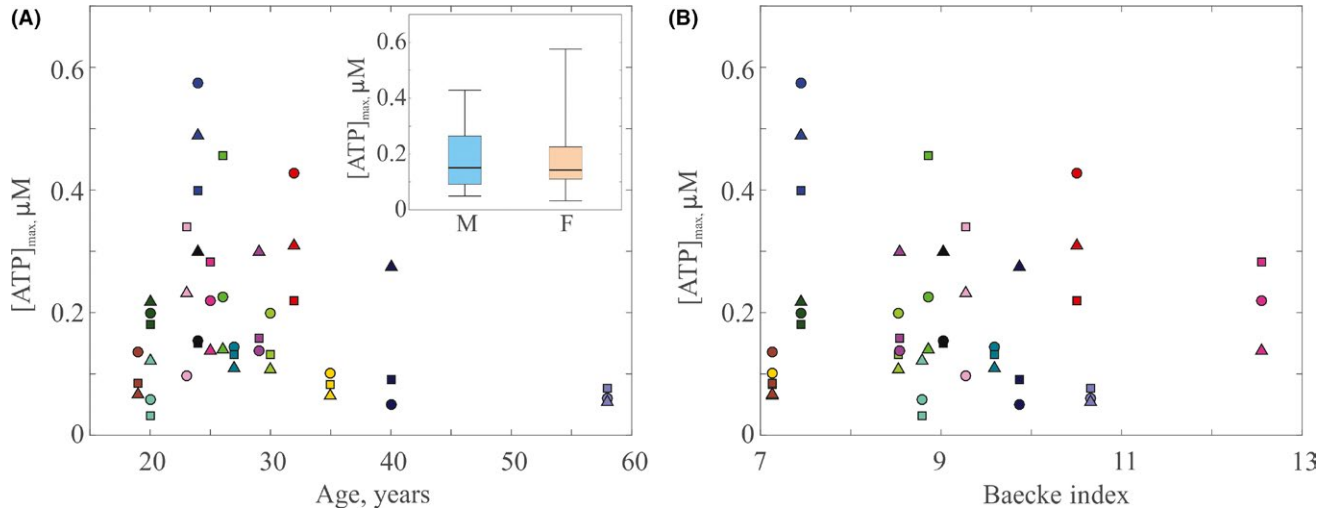 (A)
[ATP]max, μM
0.6
0.4
0.2
0
20 30 40 50 60
Age, years
[ATP]max, μM
0.6
0.4
0.2
0
M F
(B)
[ATP]max, μM
0.6
0.4
0.2
0
7 9 11 13
Baecke index